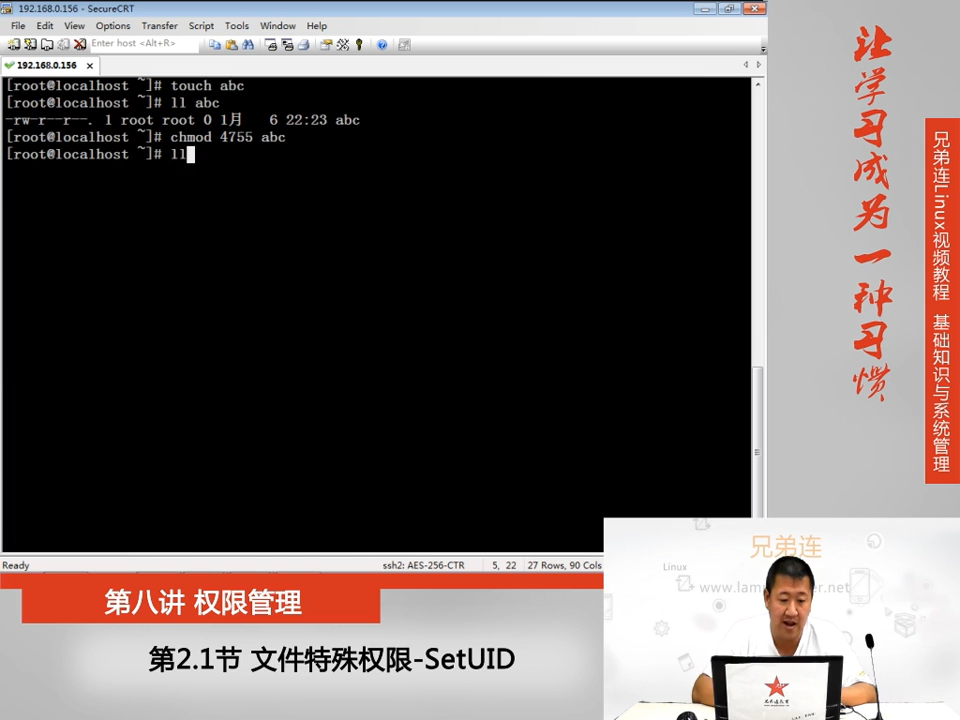 192.168.0.156 - SecureCRT
File Edit View Options Transfer Script Tools Window Help
Enter host <Alt+R>
192.168.0.156
[root@localhost ~]# touch abc
[root@localhost ~]# ll abc
-rw-r--r--. 1 root root 0 1月   6 22:23 abc
[root@localhost ~]# chmod 4755 abc
[root@localhost ~]# ll
Ready
ssh2: AES-256-CTR
5, 22
27 Rows, 90 Cols
让学习成为一种习惯
兄弟连Linux视频教程 基础知识与系统管理
第八讲 权限管理
第2.1节 文件特殊权限-SetUID
兄弟连
Linux